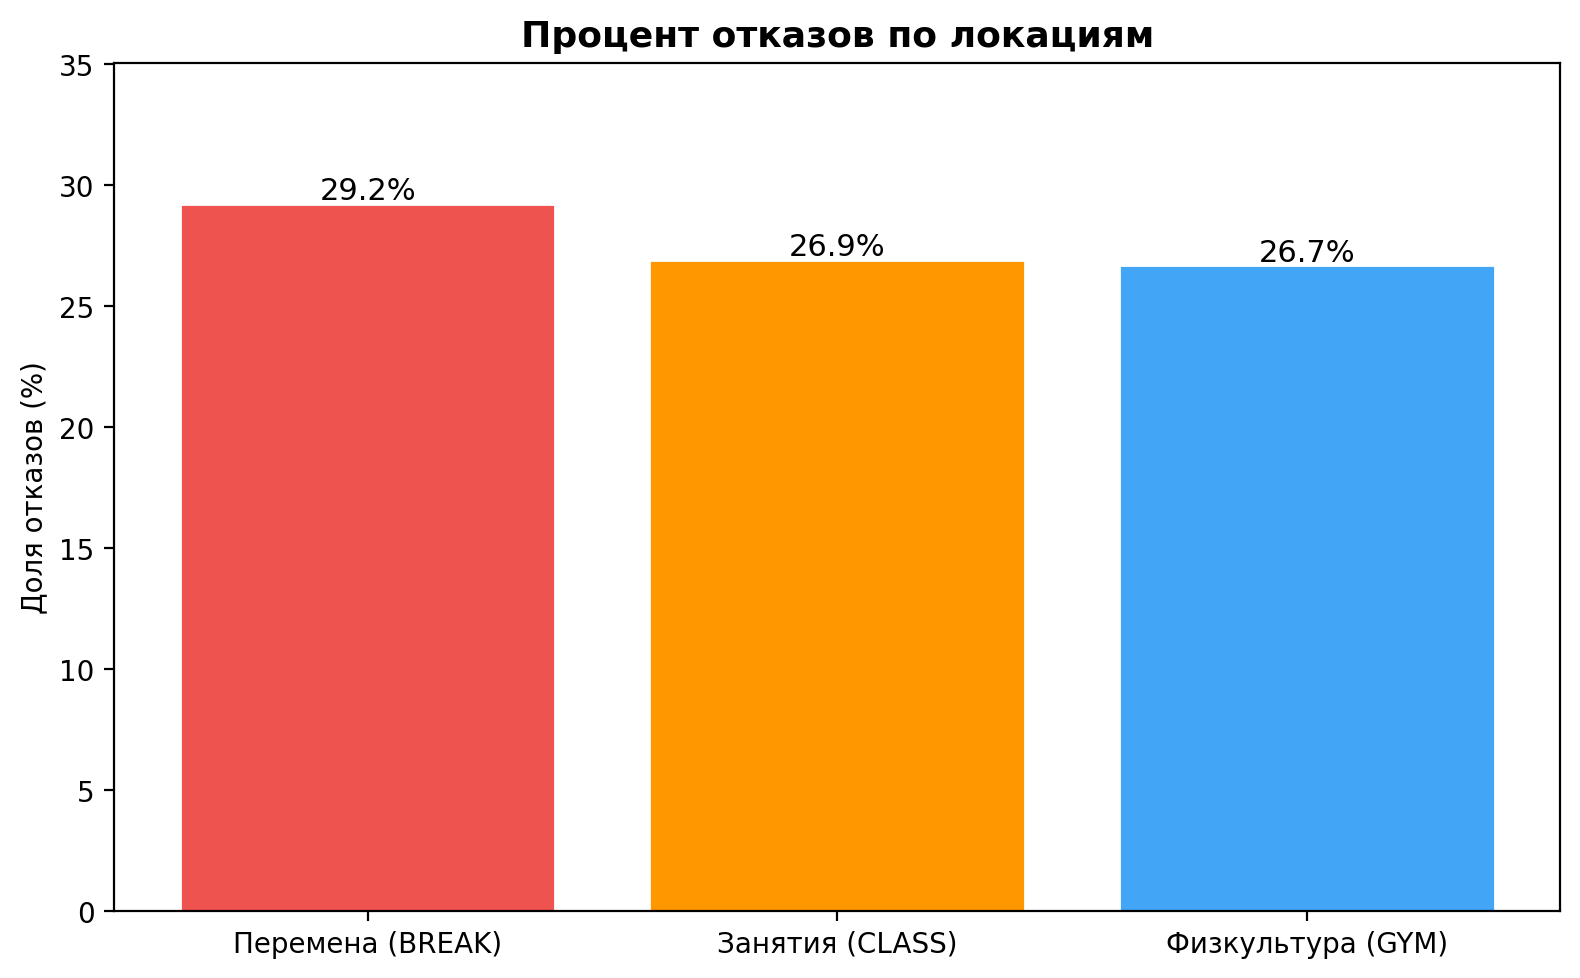 Процент отказов по локациям
Доля отказов (%)
35
30
25
20
15
10
5
0
29.2%
26.9%
26.7%
Перемена (BREAK)
Занятия (CLASS)
Физкультура (GYM)